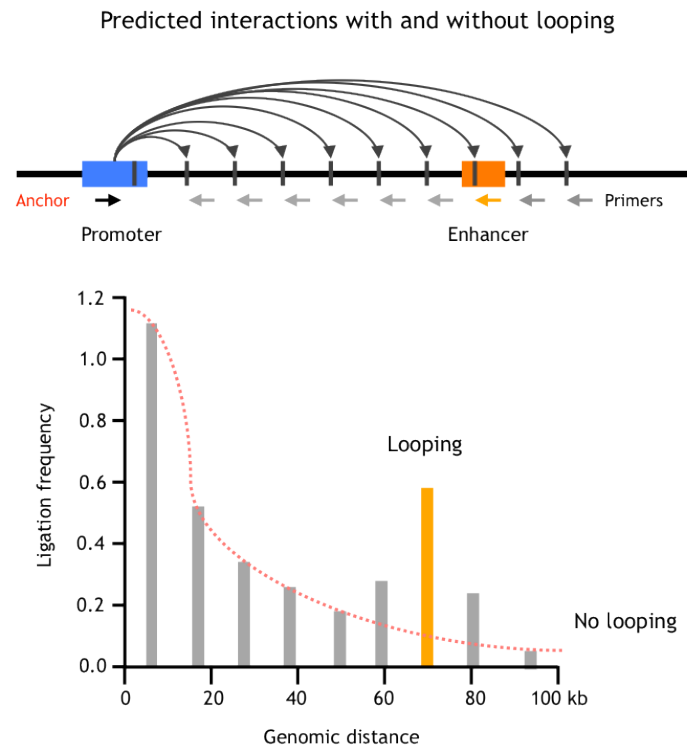 Predicted interactions with and without looping
Anchor
Primers
Promoter
Enhancer
1.2
1.0
0.8
0.6
0.4
0.2
0.0
Ligation frequency
Looping
No looping
0 20 40 60 80 100 kb
Genomic distance